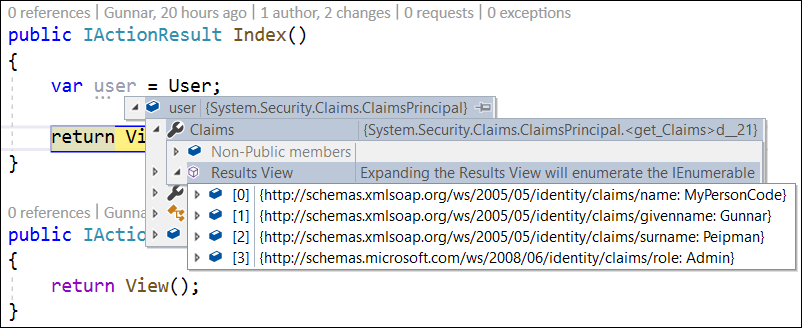 0 references | Gunnar, 20 hours ago | 1 author, 2 changes | 0 requests | 0 exceptions
public IActionResult Index()
{
var user = User;
user {System.Security.Claims.ClaimsPrincipal}
Claims {System.Security.Claims.ClaimsPrincipal.<get_Claims>d__21}
return Vi
}
Non-Public members
Results View Expanding the Results View will enumerate the IEnumerable
[0] {http://schemas.xmlsoap.org/ws/2005/05/identity/claims/name: MyPersonCode}
0 references | Gunnar,
[1] {http://schemas.xmlsoap.org/ws/2005/05/identity/claims/givenname: Gunnar}
public IAction
[2] {http://schemas.xmlsoap.org/ws/2005/05/identity/claims/surname: Peipman}
{
[3] {http://schemas.microsoft.com/ws/2008/06/identity/claims/role: Admin}
return View();
}